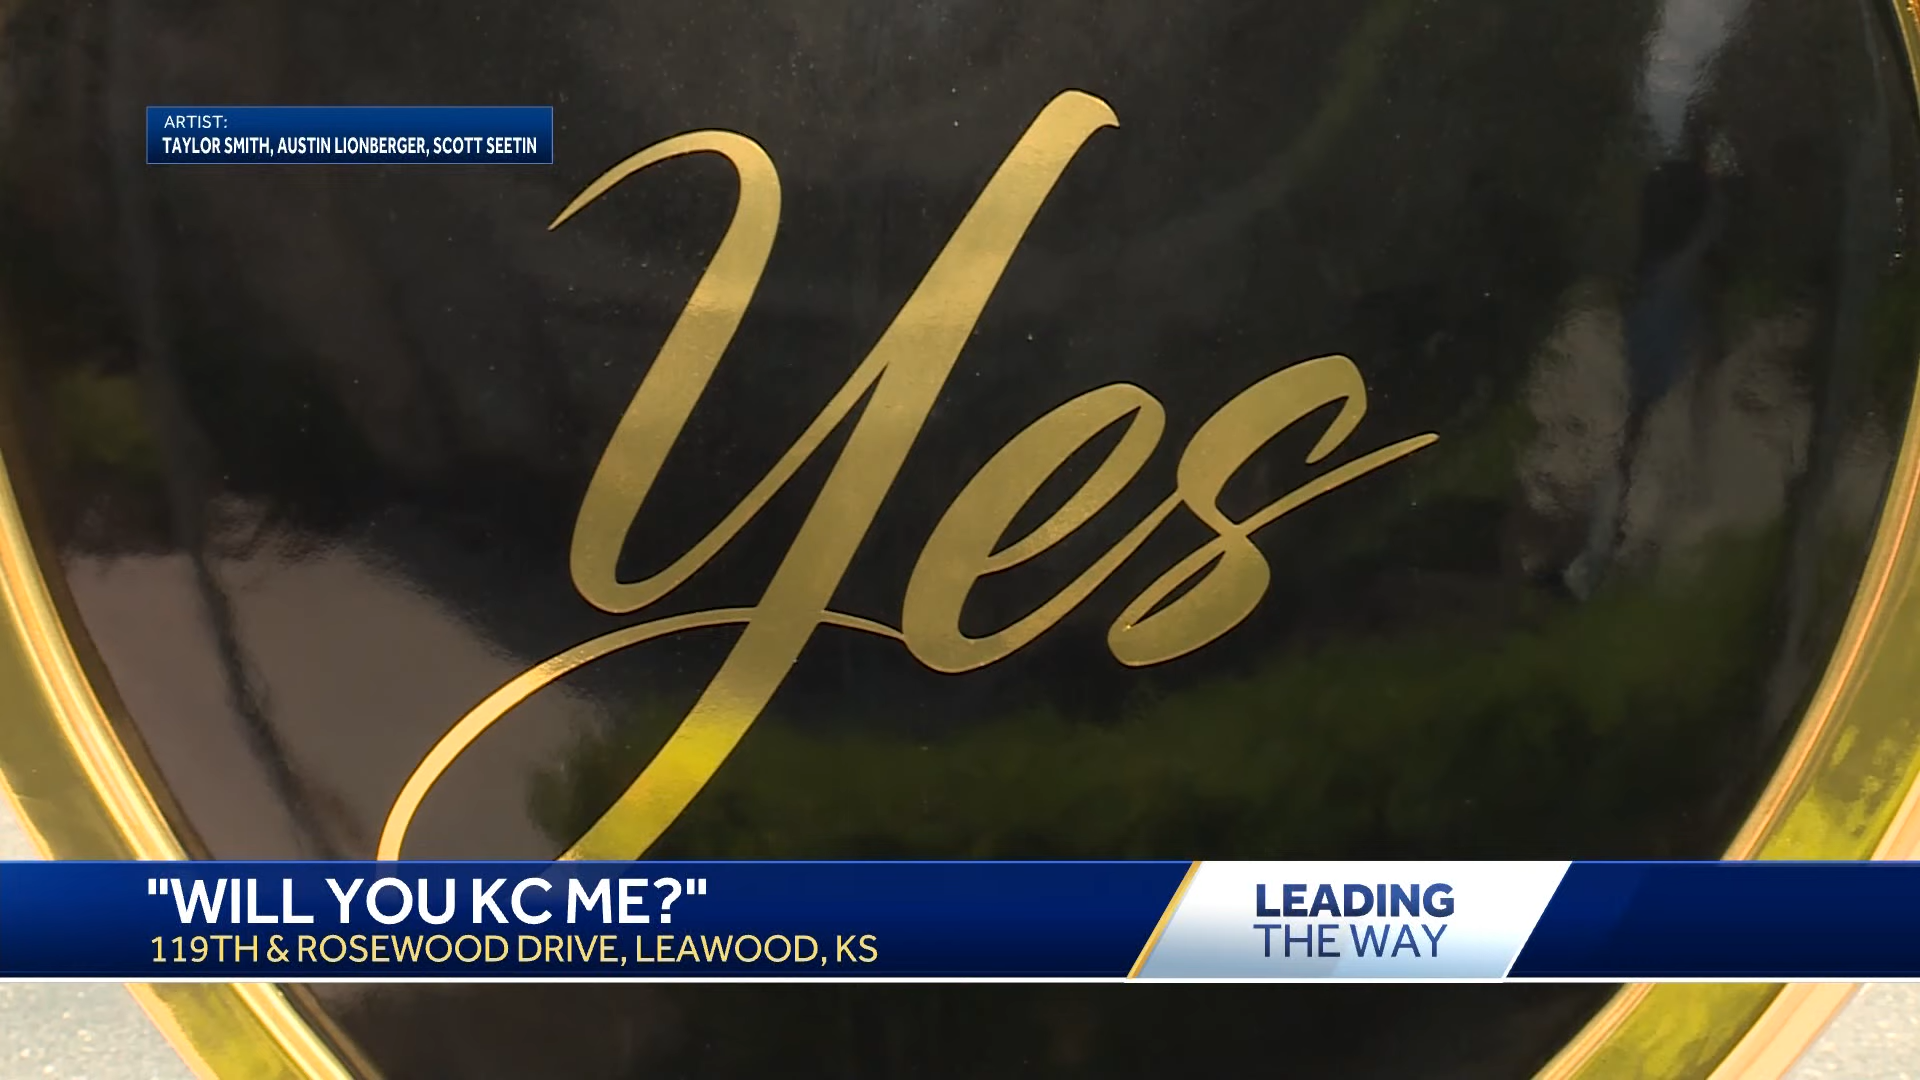 ARTIST:
TAYLOR SMITH, AUSTIN LIONBERGER, SCOTT SEETIN
Yes
"WILL YOU KC ME?"
119TH & ROSEWOOD DRIVE, LEAWOOD, KS
LEADING
THE WAY